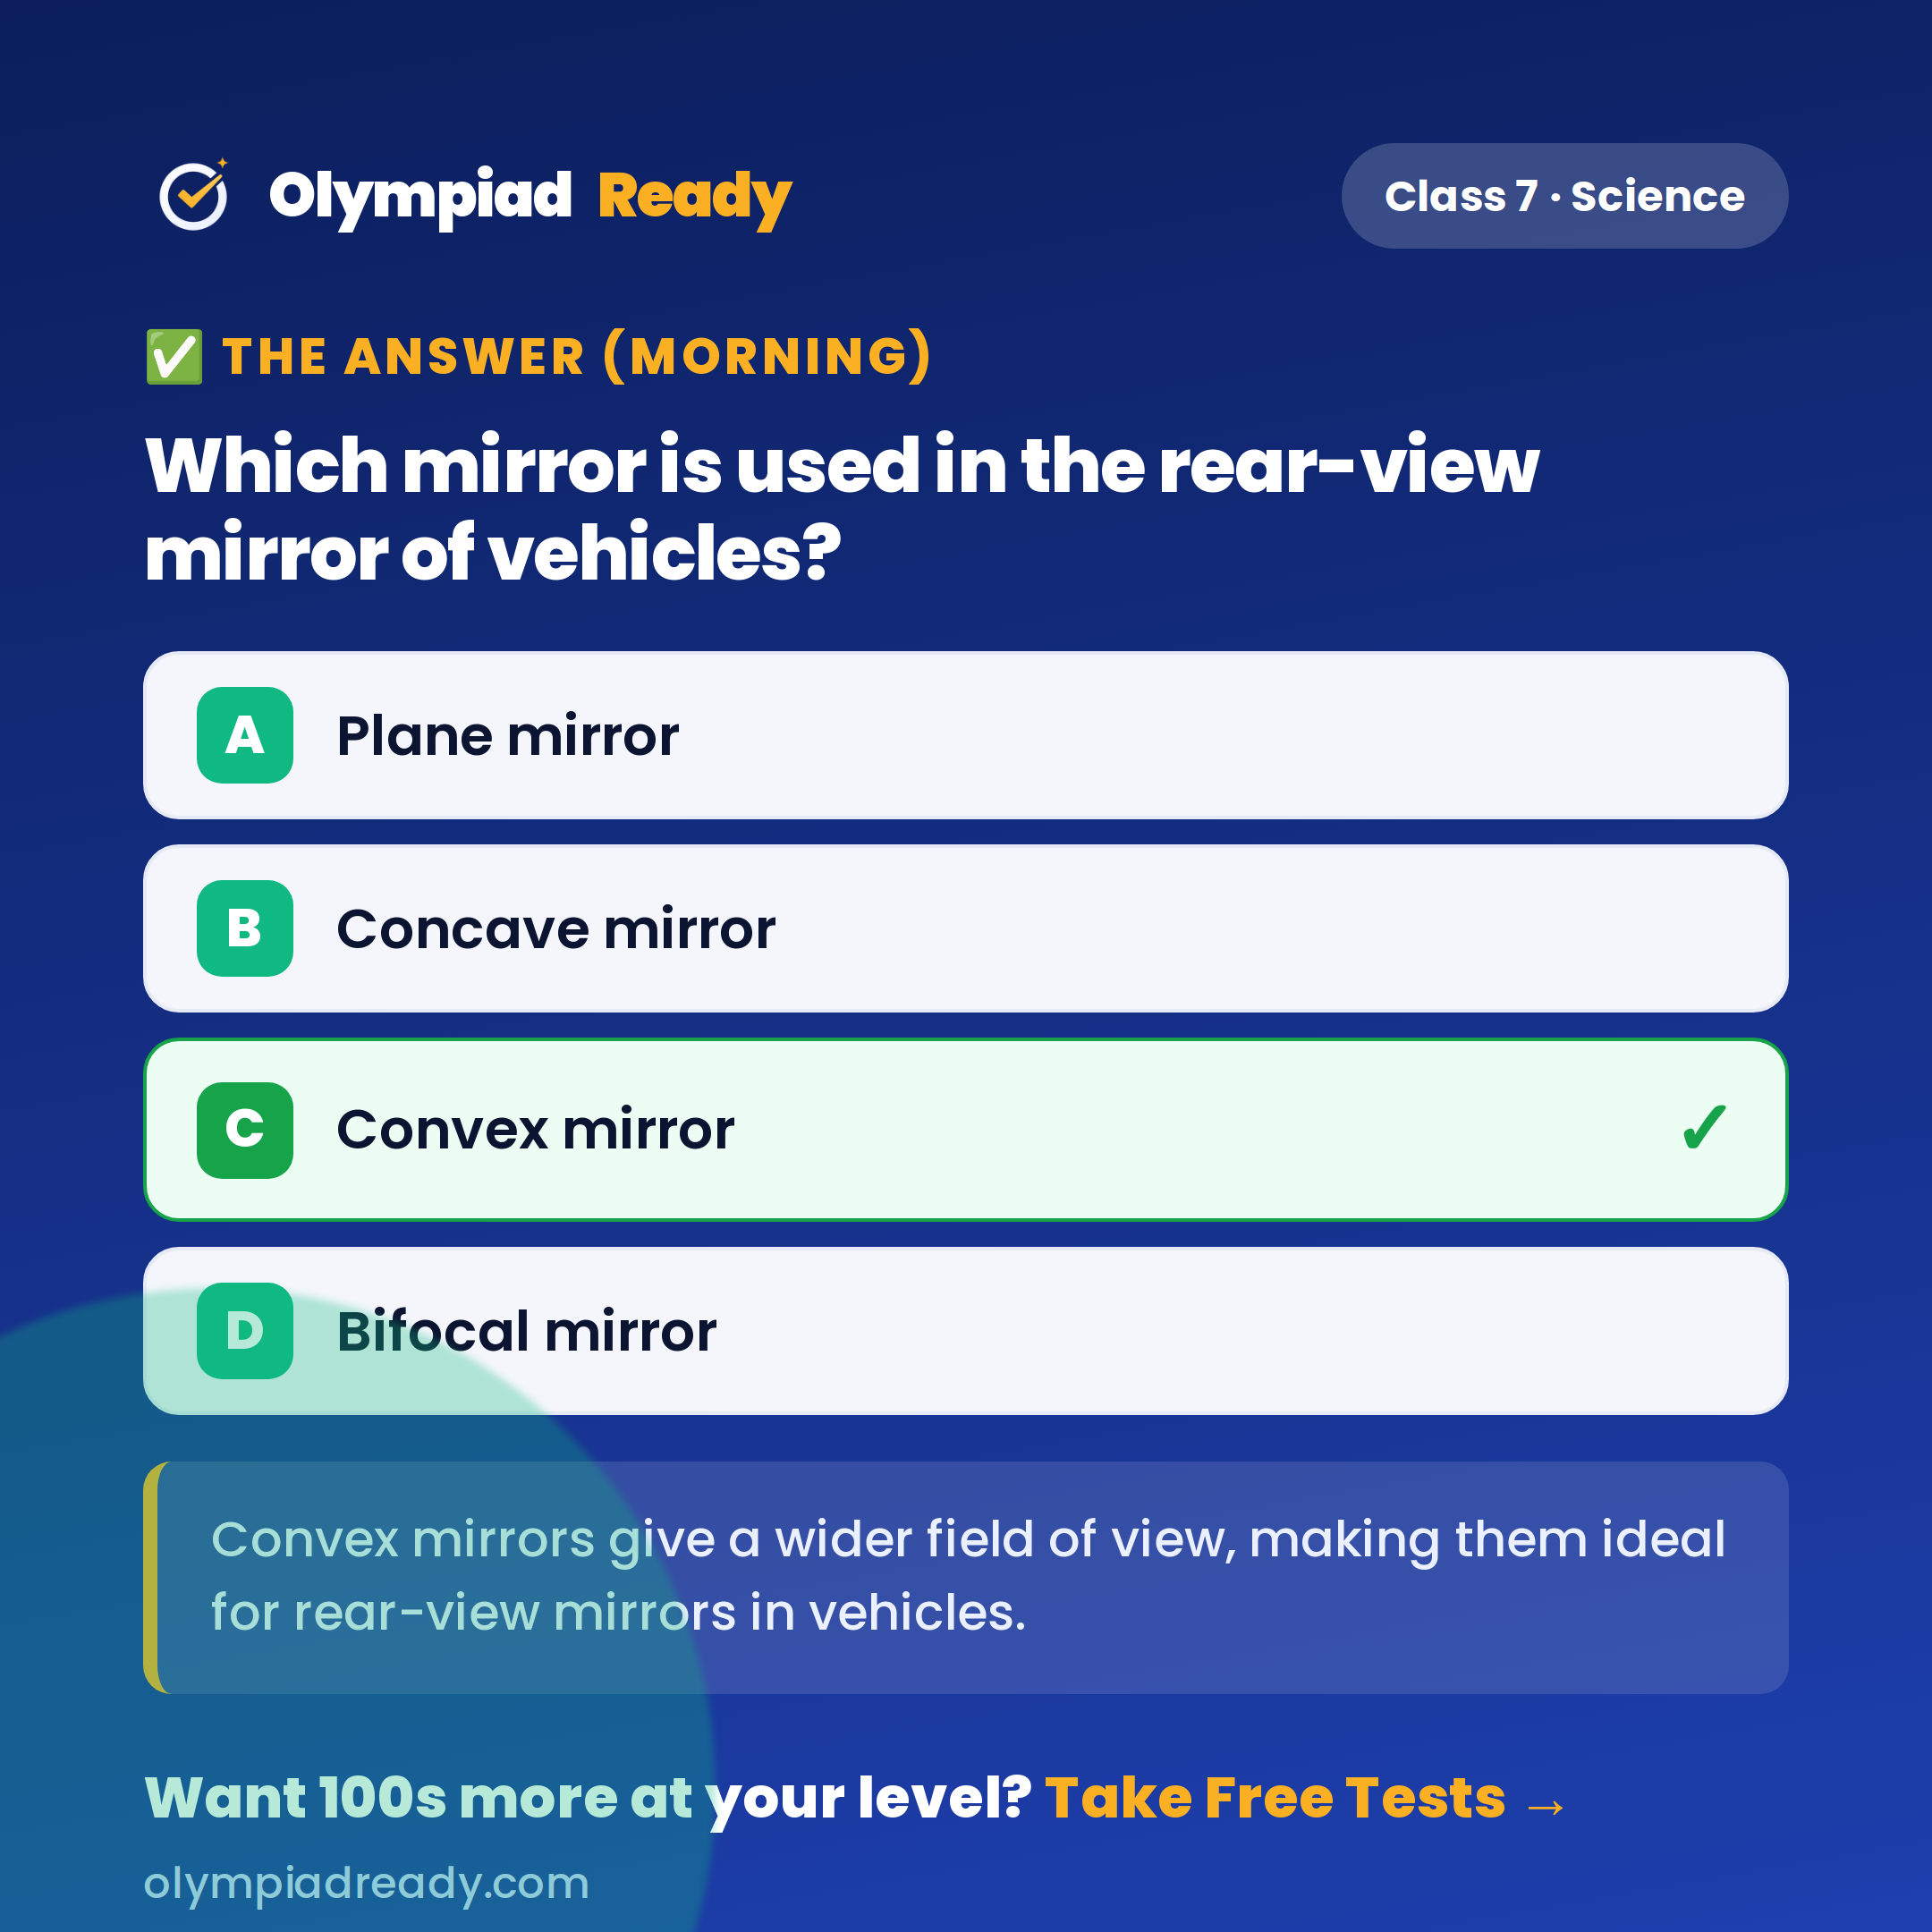 Olympiad Ready
Class 7 · Science
✅ THE ANSWER (MORNING)
Which mirror is used in the rear-view
mirror of vehicles?
A Plane mirror
B Concave mirror
C Convex mirror ✓
D Bifocal mirror
Convex mirrors give a wider field of view, making them ideal
for rear-view mirrors in vehicles.
Want 100s more at your level? Take Free Tests →
olympiadready.com